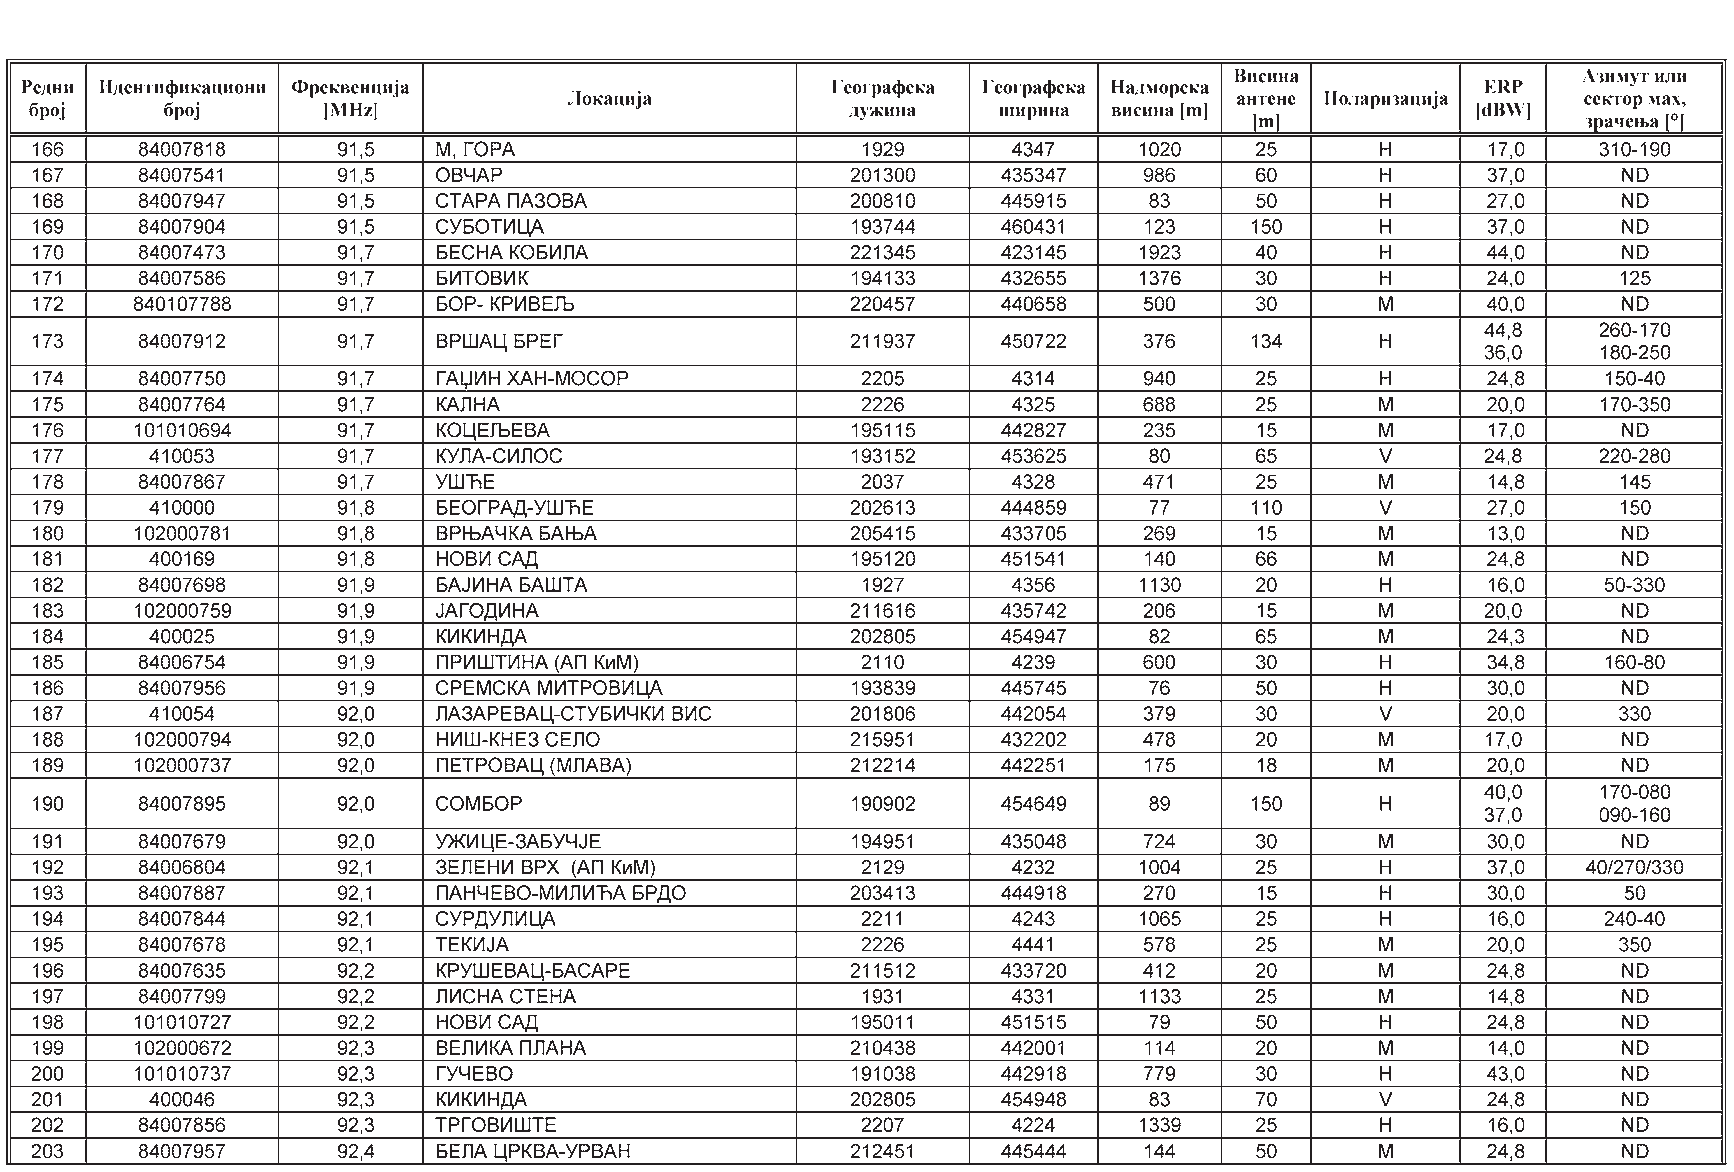 Редни број | Идентификациони број | Фреквенција [MHz] | Локација | Географска дужина | Географска ширина | Надморска висина [m] | Висина антене [m] | Поларизација | ERP [dBW] | Азимут или сектор мах, зрачења [°]
166 84007818 91,5 М, ГОРА 1929 4347 1020 25 H 17,0 310-190
167 84007541 91,5 ОВЧАР 201300 435347 986 60 H 37,0 ND
168 84007947 91,5 СТАРА ПАЗОВА 200810 445915 83 50 H 27,0 ND
169 84007904 91,5 СУБОТИЦА 193744 460431 123 150 H 37,0 ND
170 84007473 91,7 БЕСНА КОБИЛА 221345 423145 1923 40 H 44,0 ND
171 84007586 91,7 БИТОВИК 194133 432655 1376 30 H 24,0 125
172 840107788 91,7 БОР- КРИВЕЉ 220457 440658 500 30 M 40,0 ND
173 84007912 91,7 ВРШАЦ БРЕГ 211937 450722 376 134 H 44,8 260-170
36,0 180-250
174 84007750 91,7 ГАЏИН ХАН-МОСОР 2205 4314 940 25 H 24,8 150-40
175 84007764 91,7 КАЛНА 2226 4325 688 25 M 20,0 170-350
176 101010694 91,7 КОЦЕЉЕВА 195115 442827 235 15 M 17,0 ND
177 410053 91,7 КУЛА-СИЛОС 193152 453625 80 65 V 24,8 220-280
178 84007867 91,7 УШЋЕ 2037 4328 471 25 M 14,8 145
179 410000 91,8 БЕОГРАД-УШЋЕ 202613 444859 77 110 V 27,0 150
180 102000781 91,8 ВРЊАЧКА БАЊА 205415 433705 269 15 M 13,0 ND
181 400169 91,8 НОВИ САД 195120 451541 140 66 M 24,8 ND
182 84007698 91,9 БАЈИНА БАШТА 1927 4356 1130 20 H 16,0 50-330
183 102000759 91,9 ЈАГОДИНА 211616 435742 206 15 M 20,0 ND
184 400025 91,9 КИКИНДА 202805 454947 82 65 M 24,3 ND
185 84006754 91,9 ПРИШТИНА (АП КиМ) 2110 4239 600 30 H 34,8 160-80
186 84007956 91,9 СРЕМСКА МИТРОВИЦА 193839 445745 76 50 H 30,0 ND
187 410054 92,0 ЛАЗАРЕВАЦ-СТУБИЧКИ ВИС 201806 442054 379 30 V 20,0 330
188 102000794 92,0 НИШ-КНЕЗ СЕЛО 215951 432202 478 20 M 17,0 ND
189 102000737 92,0 ПЕТРОВАЦ (МЛАВА) 212214 442251 175 18 M 20,0 ND
190 84007895 92,0 СОМБОР 190902 454649 89 150 H 40,0 170-080
37,0 090-160
191 84007679 92,0 УЖИЦЕ-ЗАБУЧЈЕ 194951 435048 724 30 M 30,0 ND
192 84006804 92,1 ЗЕЛЕНИ ВРХ (АП КиМ) 2129 4232 1004 25 H 37,0 40/270/330
193 84007887 92,1 ПАНЧЕВО-МИЛИЋА БРДО 203413 444918 270 15 H 30,0 50
194 84007844 92,1 СУРДУЛИЦА 2211 4243 1065 25 H 16,0 240-40
195 84007678 92,1 ТЕКИЈА 2226 4441 578 25 M 20,0 350
196 84007635 92,2 КРУШЕВАЦ-БАСАРЕ 211512 433720 412 20 M 24,8 ND
197 84007799 92,2 ЛИСНА СТЕНА 1931 4331 1133 25 M 14,8 ND
198 101010727 92,2 НОВИ САД 195011 451515 79 50 H 24,8 ND
199 102000672 92,3 ВЕЛИКА ПЛАНА 210438 442001 114 20 M 14,0 ND
200 101010737 92,3 ГУЧЕВО 191038 442918 779 30 H 43,0 ND
201 400046 92,3 КИКИНДА 202805 454948 83 70 V 24,8 ND
202 84007856 92,3 ТРГОВИШТЕ 2207 4224 1339 25 H 16,0 ND
203 84007957 92,4 БЕЛА ЦРКВА-УРВАН 212451 445444 144 50 M 24,8 ND